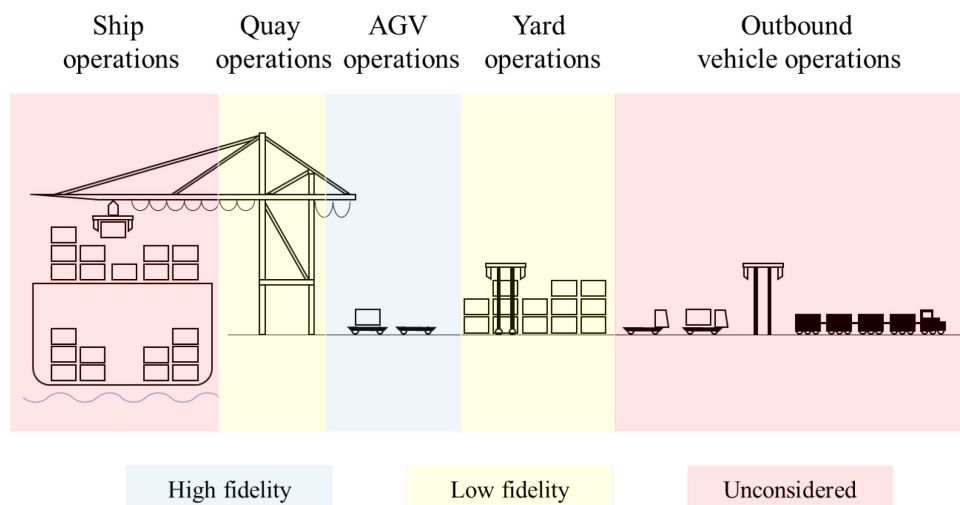 Ship
operations
Quay
operations
AGV
operations
Yard
operations
Outbound
vehicle operations
High fidelity
Low fidelity
Unconsidered